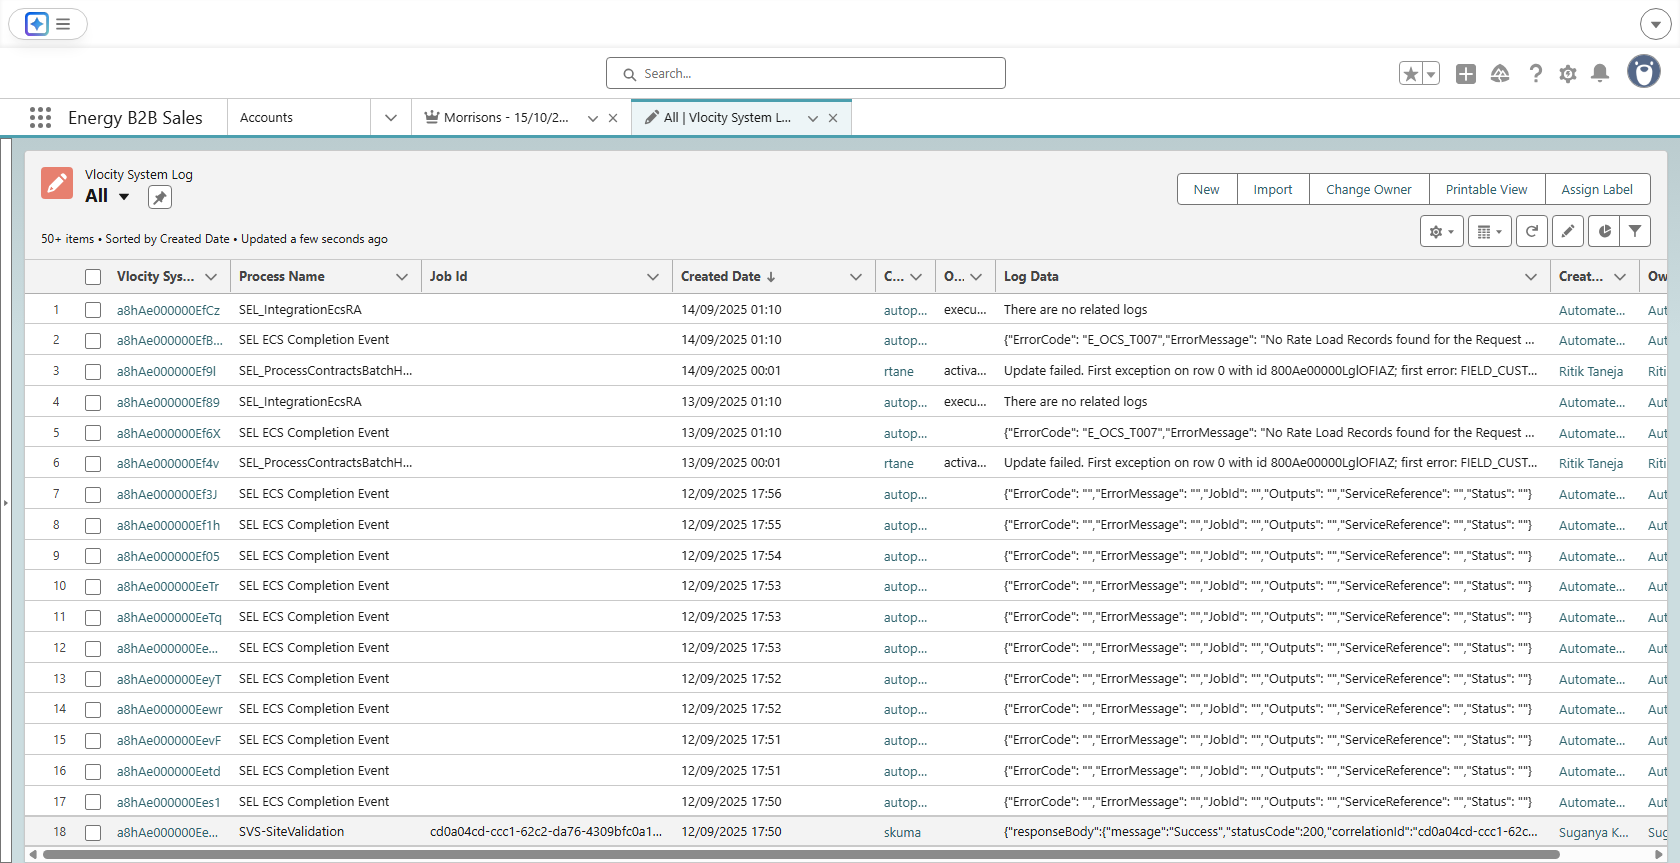 Search...
Energy B2B Sales
Accounts
Morrisons - 15/10/2...
All | Vlocity System L...
Vlocity System Log
All
New Import Change Owner Printable View Assign Label
50+ items • Sorted by Created Date • Updated a few seconds ago
Vlocity Sys... Process Name Job Id Created Date ↓ C... O... Log Data Creat... Ow
1 a8hAe000000EfCz SEL_IntegrationEcsRA 14/09/2025 01:10 autop... execu... There are no related logs Automate... Aut
2 a8hAe000000EfB... SEL ECS Completion Event 14/09/2025 01:10 autop... {"ErrorCode": "E_OCS_T007","ErrorMessage": "No Rate Load Records found for the Request ... Automate... Aut
3 a8hAe000000Ef9l SEL_ProcessContractsBatchH... 14/09/2025 00:01 rtane activa... Update failed. First exception on row 0 with id 800Ae00000LglOFIAZ; first error: FIELD_CUST... Ritik Taneja Riti
4 a8hAe000000Ef89 SEL_IntegrationEcsRA 13/09/2025 01:10 autop... execu... There are no related logs Automate... Aut
5 a8hAe000000Ef6X SEL ECS Completion Event 13/09/2025 01:10 autop... {"ErrorCode": "E_OCS_T007","ErrorMessage": "No Rate Load Records found for the Request ... Automate... Aut
6 a8hAe000000Ef4v SEL_ProcessContractsBatchH... 13/09/2025 00:01 rtane activa... Update failed. First exception on row 0 with id 800Ae00000LglOFIAZ; first error: FIELD_CUST... Ritik Taneja Riti
7 a8hAe000000Ef3J SEL ECS Completion Event 12/09/2025 17:56 autop... {"ErrorCode": "","ErrorMessage": "","JobId": "","Outputs": "","ServiceReference": "","Status": ""} Automate... Aut
8 a8hAe000000Ef1h SEL ECS Completion Event 12/09/2025 17:55 autop... {"ErrorCode": "","ErrorMessage": "","JobId": "","Outputs": "","ServiceReference": "","Status": ""} Automate... Aut
9 a8hAe000000Ef05 SEL ECS Completion Event 12/09/2025 17:54 autop... {"ErrorCode": "","ErrorMessage": "","JobId": "","Outputs": "","ServiceReference": "","Status": ""} Automate... Aut
10 a8hAe000000EeTr SEL ECS Completion Event 12/09/2025 17:53 autop... {"ErrorCode": "","ErrorMessage": "","JobId": "","Outputs": "","ServiceReference": "","Status": ""} Automate... Aut
11 a8hAe000000EeTq SEL ECS Completion Event 12/09/2025 17:53 autop... {"ErrorCode": "","ErrorMessage": "","JobId": "","Outputs": "","ServiceReference": "","Status": ""} Automate... Aut
12 a8hAe000000Ee... SEL ECS Completion Event 12/09/2025 17:53 autop... {"ErrorCode": "","ErrorMessage": "","JobId": "","Outputs": "","ServiceReference": "","Status": ""} Automate... Aut
13 a8hAe000000EeyT SEL ECS Completion Event 12/09/2025 17:52 autop... {"ErrorCode": "","ErrorMessage": "","JobId": "","Outputs": "","ServiceReference": "","Status": ""} Automate... Aut
14 a8hAe000000Eewr SEL ECS Completion Event 12/09/2025 17:52 autop... {"ErrorCode": "","ErrorMessage": "","JobId": "","Outputs": "","ServiceReference": "","Status": ""} Automate... Aut
15 a8hAe000000EevF SEL ECS Completion Event 12/09/2025 17:51 autop... {"ErrorCode": "","ErrorMessage": "","JobId": "","Outputs": "","ServiceReference": "","Status": ""} Automate... Aut
16 a8hAe000000Eetd SEL ECS Completion Event 12/09/2025 17:51 autop... {"ErrorCode": "","ErrorMessage": "","JobId": "","Outputs": "","ServiceReference": "","Status": ""} Automate... Aut
17 a8hAe000000Ees1 SEL ECS Completion Event 12/09/2025 17:50 autop... {"ErrorCode": "","ErrorMessage": "","JobId": "","Outputs": "","ServiceReference": "","Status": ""} Automate... Aut
18 a8hAe000000Ee... SVS-SiteValidation cd0a04cd-ccc1-62c2-da76-4309bfc0a1... 12/09/2025 17:50 skuma {"responseBody":{"message":"Success","statusCode":200,"correlationId":"cd0a04cd-ccc1-62c... Suganya K... Sug